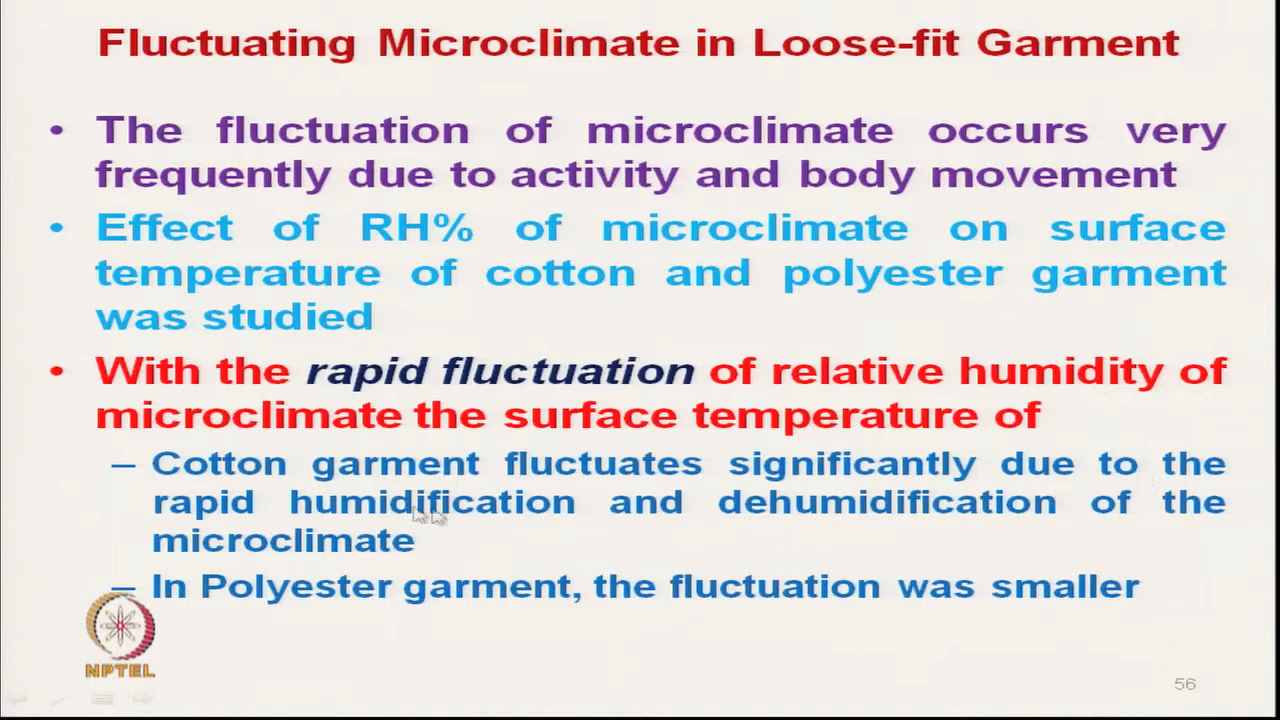 Fluctuating Microclimate in Loose-fit Garment
• The fluctuation of microclimate occurs very
frequently due to activity and body movement
• Effect of RH% of microclimate on surface
temperature of cotton and polyester garment
was studied
• With the rapid fluctuation of relative humidity of
microclimate the surface temperature of
– Cotton garment fluctuates significantly due to the
rapid humidification and dehumidification of the
microclimate
– In Polyester garment, the fluctuation was smaller
NPTEL
56